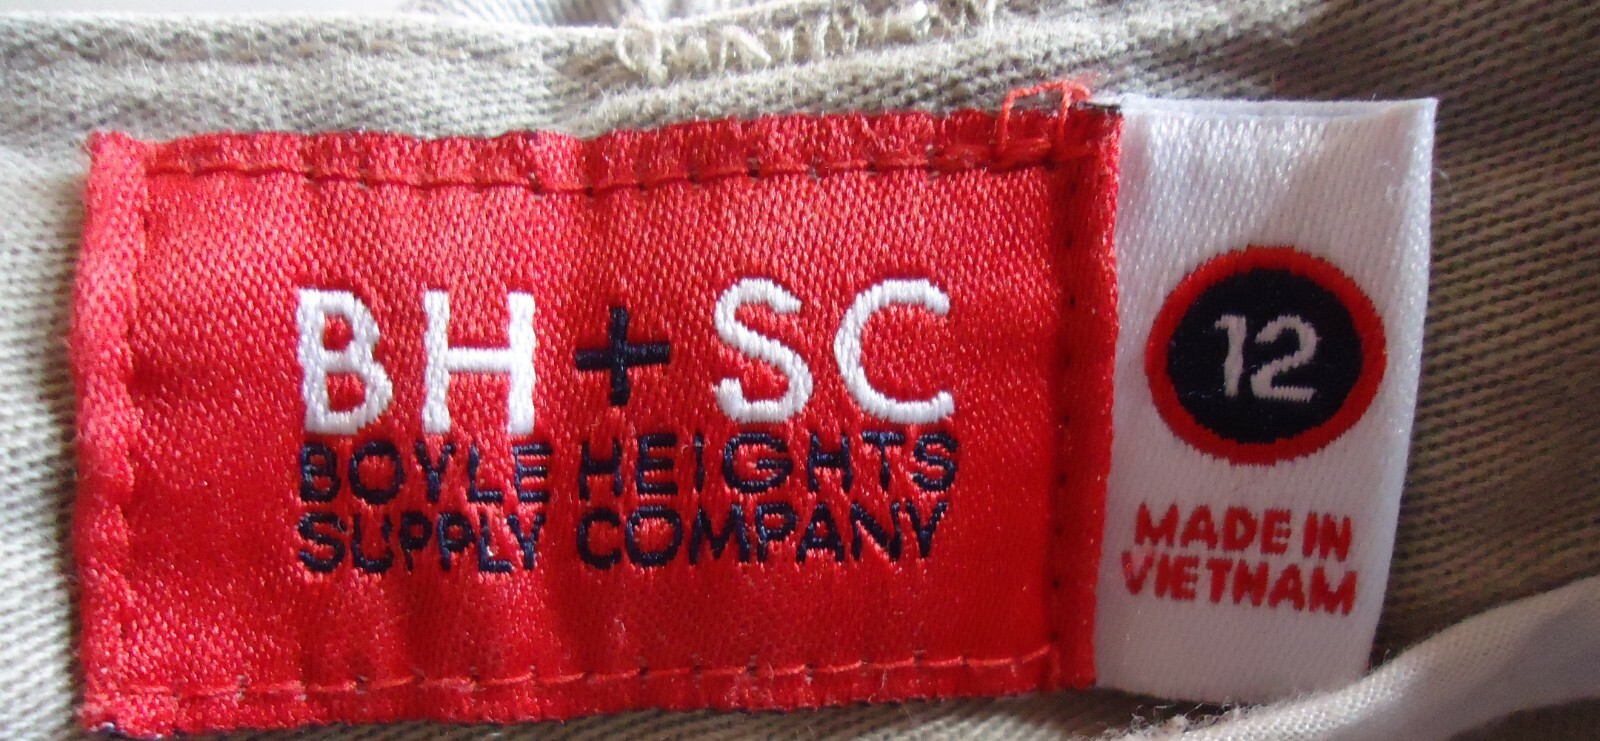 BH + SC
BOYLE HEIGHTS
SUPPLY COMPANY
12
MADE IN
VIETNAM